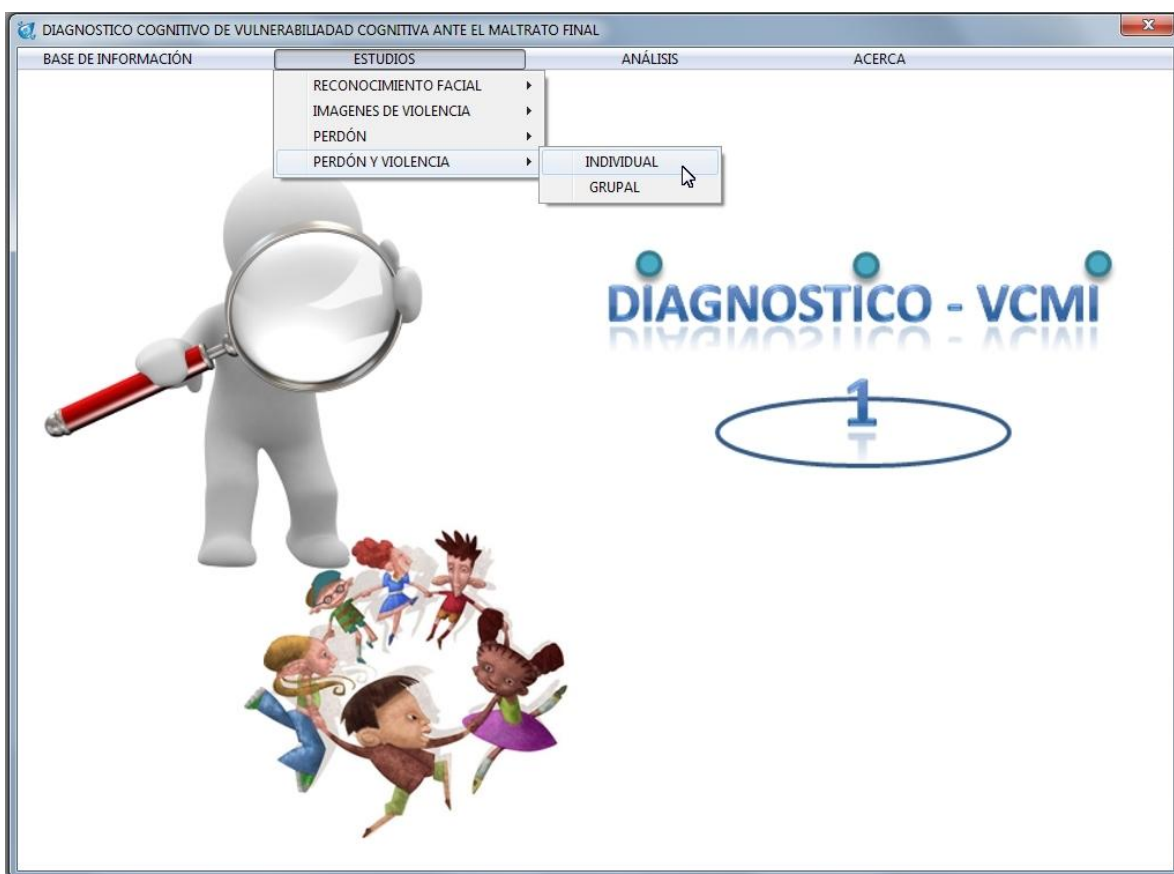 DIAGNOSTICO COGNITIVO DE VULNERABILIADAD COGNITIVA ANTE EL MALTRATO FINAL
BASE DE INFORMACIÓN ESTUDIOS ANÁLISIS ACERCA
RECONOCIMIENTO FACIAL
IMAGENES DE VIOLENCIA
PERDÓN
PERDÓN Y VIOLENCIA
INDIVIDUAL
GRUPAL
DIAGNOSTICO - VCMI
1